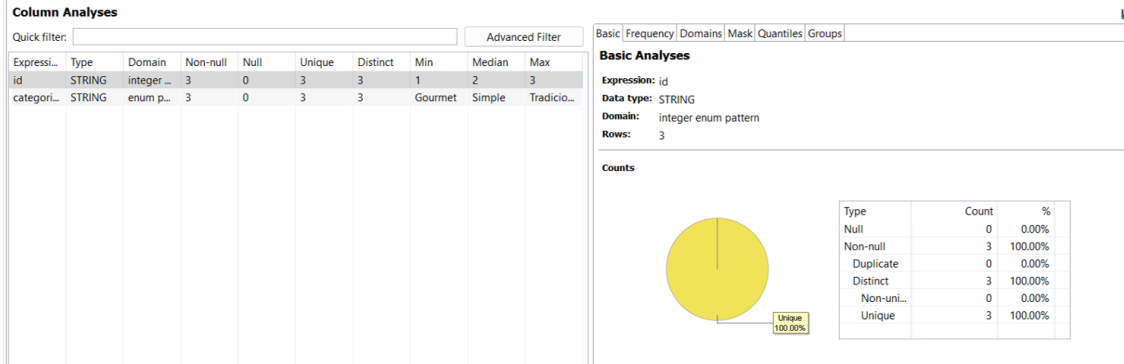 Column Analyses
Quick filter:
Advanced Filter
Expressi... Type Domain Non-null Null Unique Distinct Min Median Max
id STRING integer ... 3 0 3 3 1 2 3
categori... STRING enum p... 3 0 3 3 Gourmet Simple Tradicio...
Basic Frequency Domains Mask Quantiles Groups
Basic Analyses
Expression: id
Data type: STRING
Domain: integer enum pattern
Rows: 3
Counts
Unique
100.00%
Type Count %
Null 0 0.00%
Non-null 3 100.00%
Duplicate 0 0.00%
Distinct 3 100.00%
Non-uni... 0 0.00%
Unique 3 100.00%